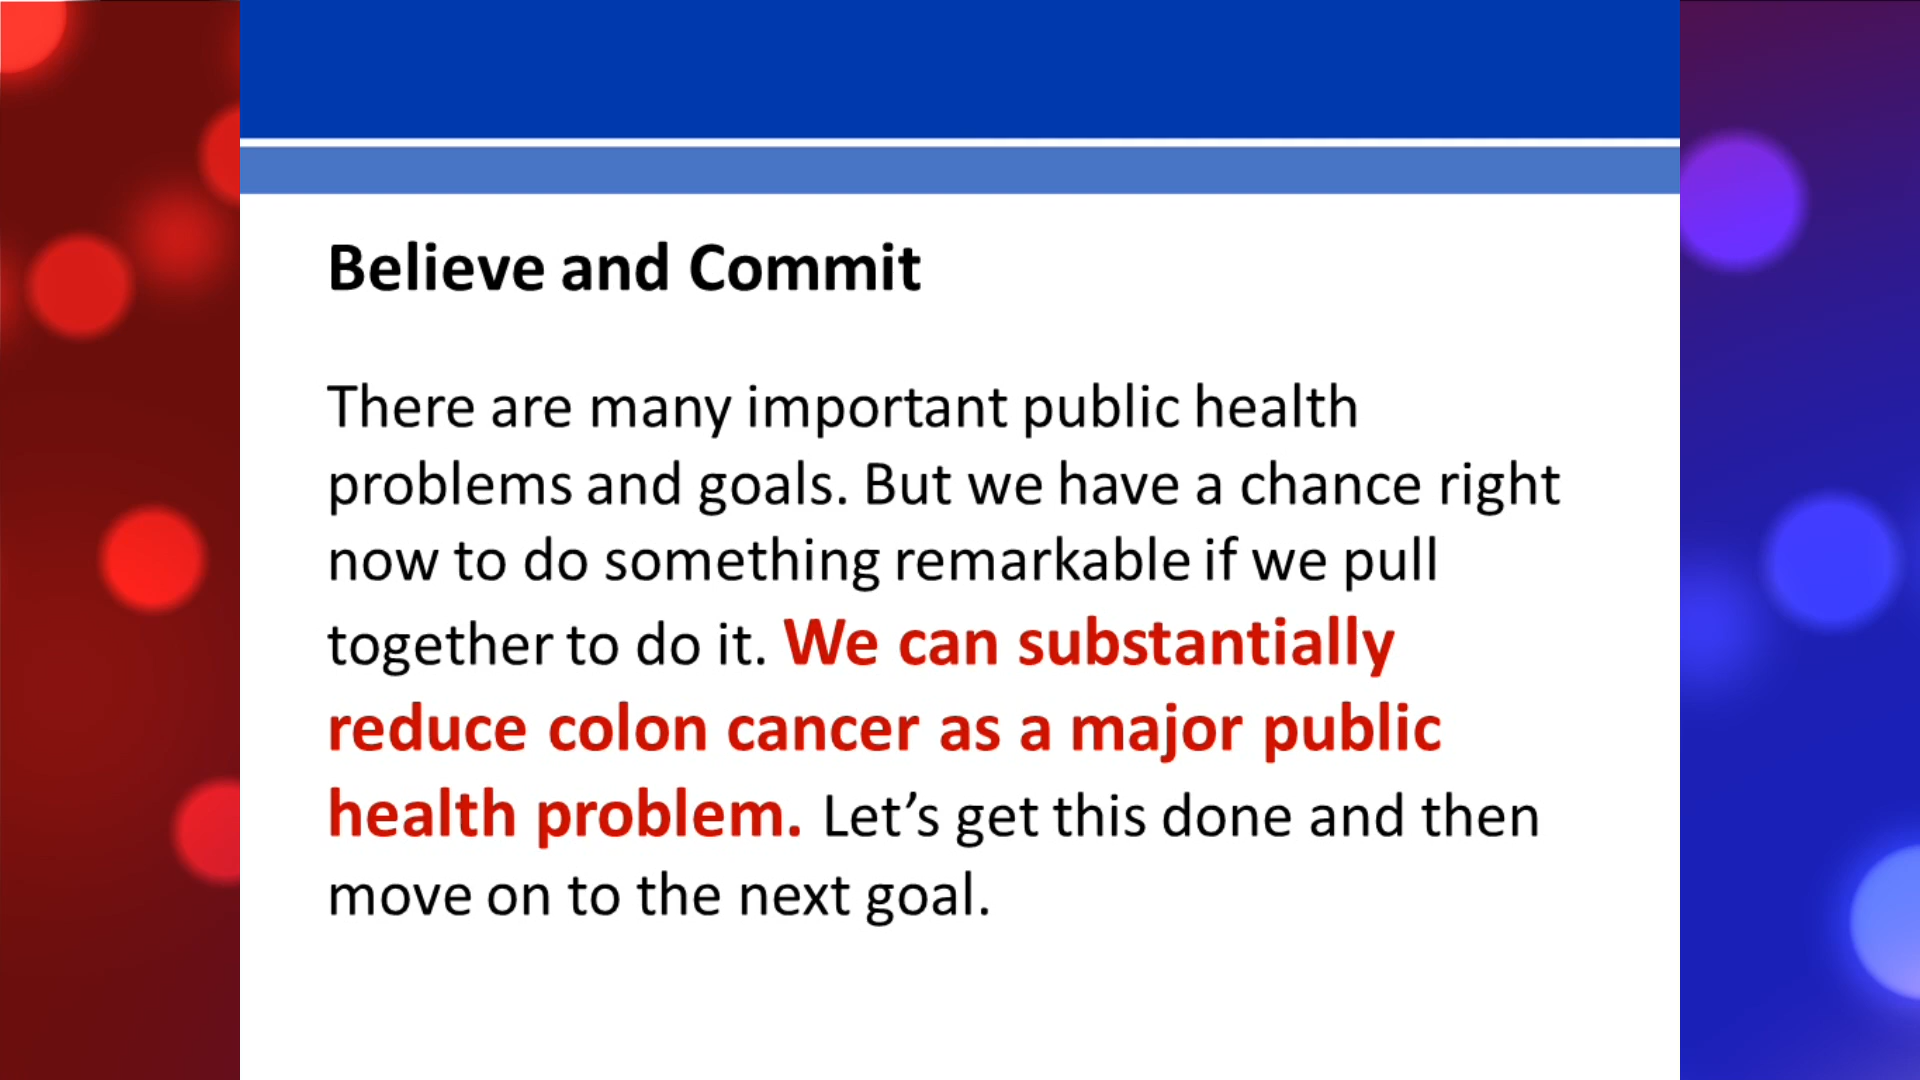 Believe and Commit
There are many important public health
problems and goals. But we have a chance right
now to do something remarkable if we pull
together to do it. We can substantially
reduce colon cancer as a major public
health problem. Let’s get this done and then
move on to the next goal.